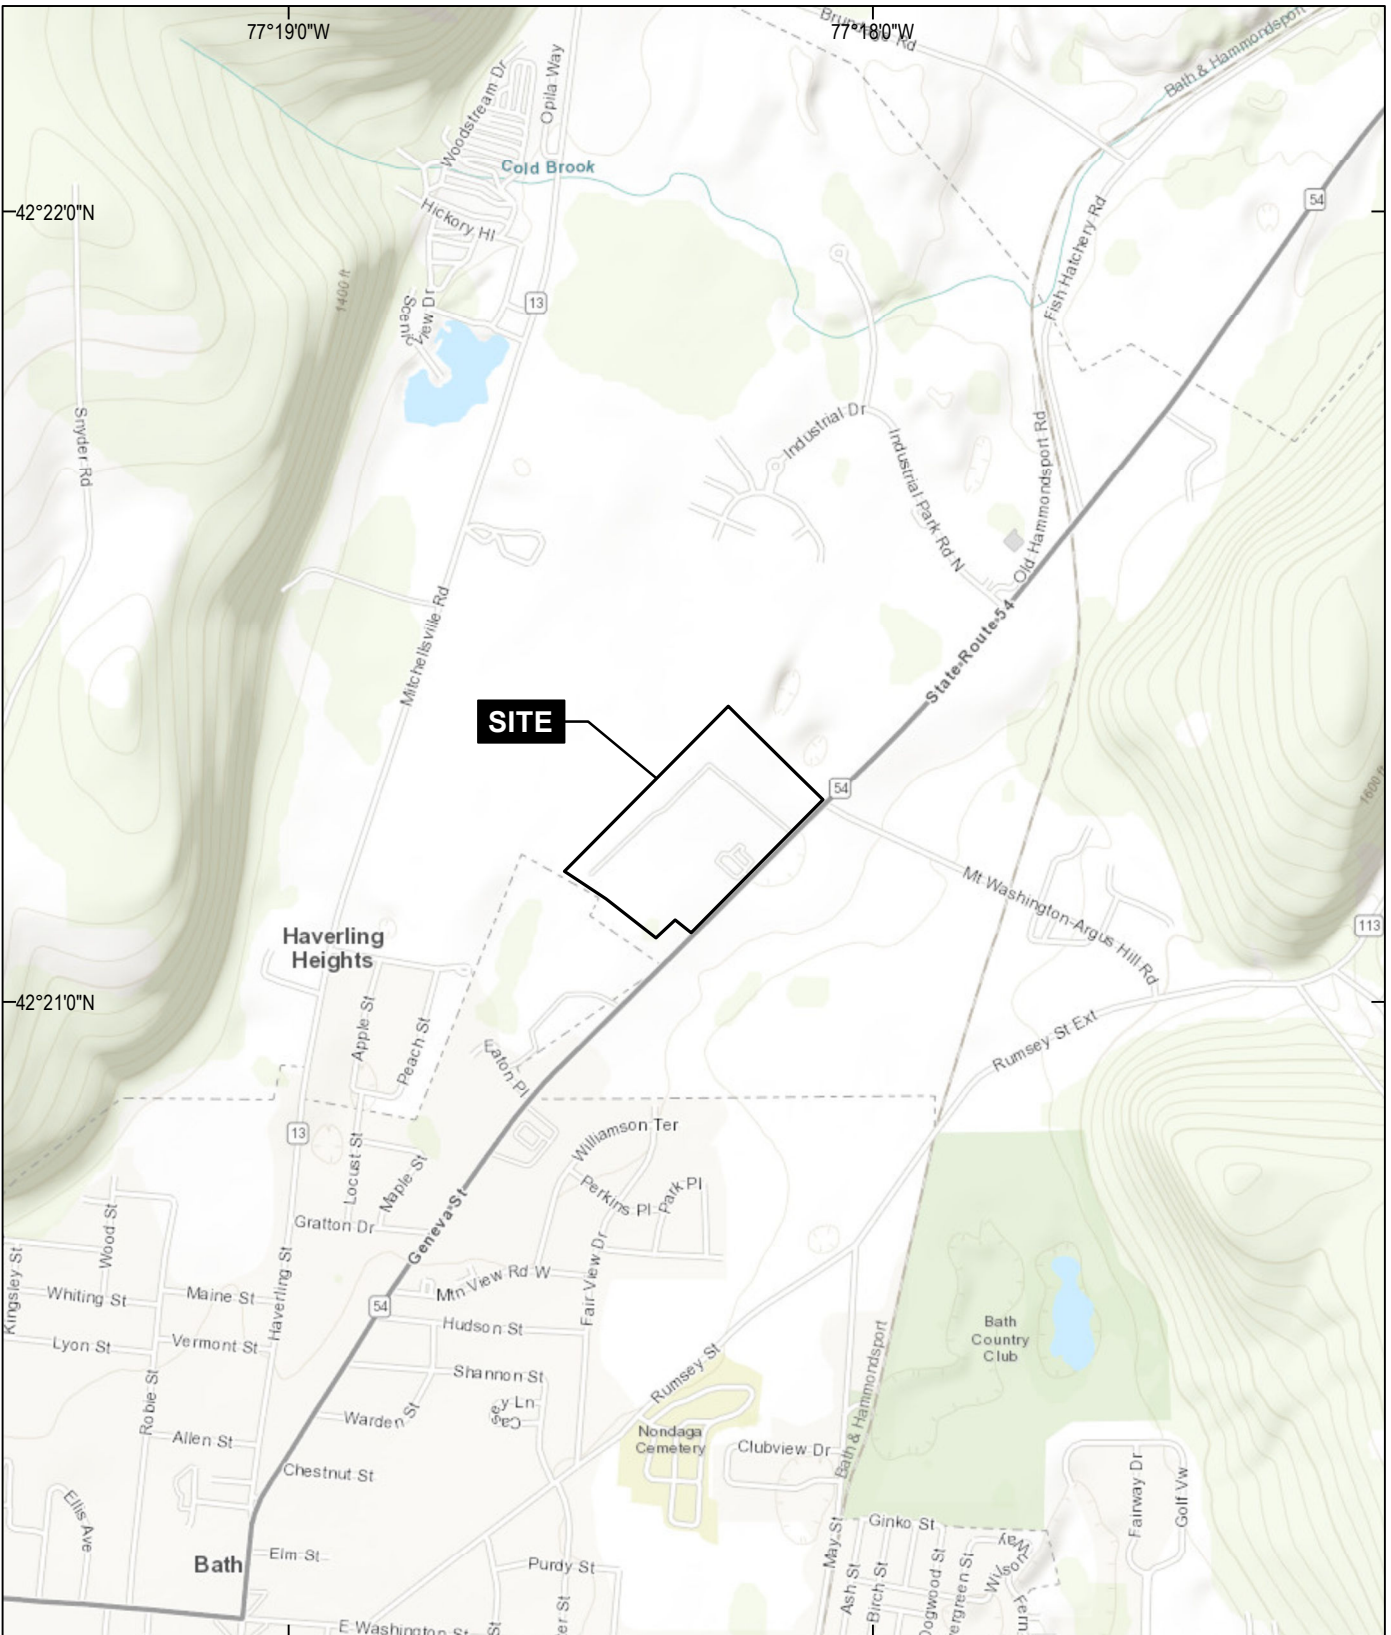 77°19'0"W
77°18'0"W
Brundage Rd
Bath & Hammondsport
Opila Way
Woodstream Dr
Cold Brook
42°22'0"N
54
Hickory Hl
Fish Hatchery Rd
1400 ft
13
Scenic
View Dr
Snyder Rd
Industrial Dr
Industrial Park Rd N
Old Hammondsport Rd
Mitchellsville Rd
State Route 54
SITE
54
1600 ft
Mt Washington-Argus Hill Rd
113
Haverling
Heights
42°21'0"N
Apple St
Peach St
Eaton Pl
Rumsey St Ext
13
Williamson Ter
Locust St
Maple St
Perkins Pl
Park Pl
Geneva St
Gratton Dr
Wood St
Kingsley St
Whiting St
Maine St
Haverling St
Mtn View Rd W
Fair View Dr
54
Hudson St
Lyon St
Vermont St
Bath
Country
Club
Shannon St
Robie St
Rumsey St
Warden St
Casey Ln
Bath & Hammondsport
Allen St
Nondaga
Cemetery
Clubview Dr
Chestnut St
Fairway Dr
Golf Vw
Ellis Ave
Ginko St
May St
Wilson Way
Bath
Elm St
Purdy St
Ash St
Birch St
Dogwood St
vergreen St
Fern
er St
St
E Washington St